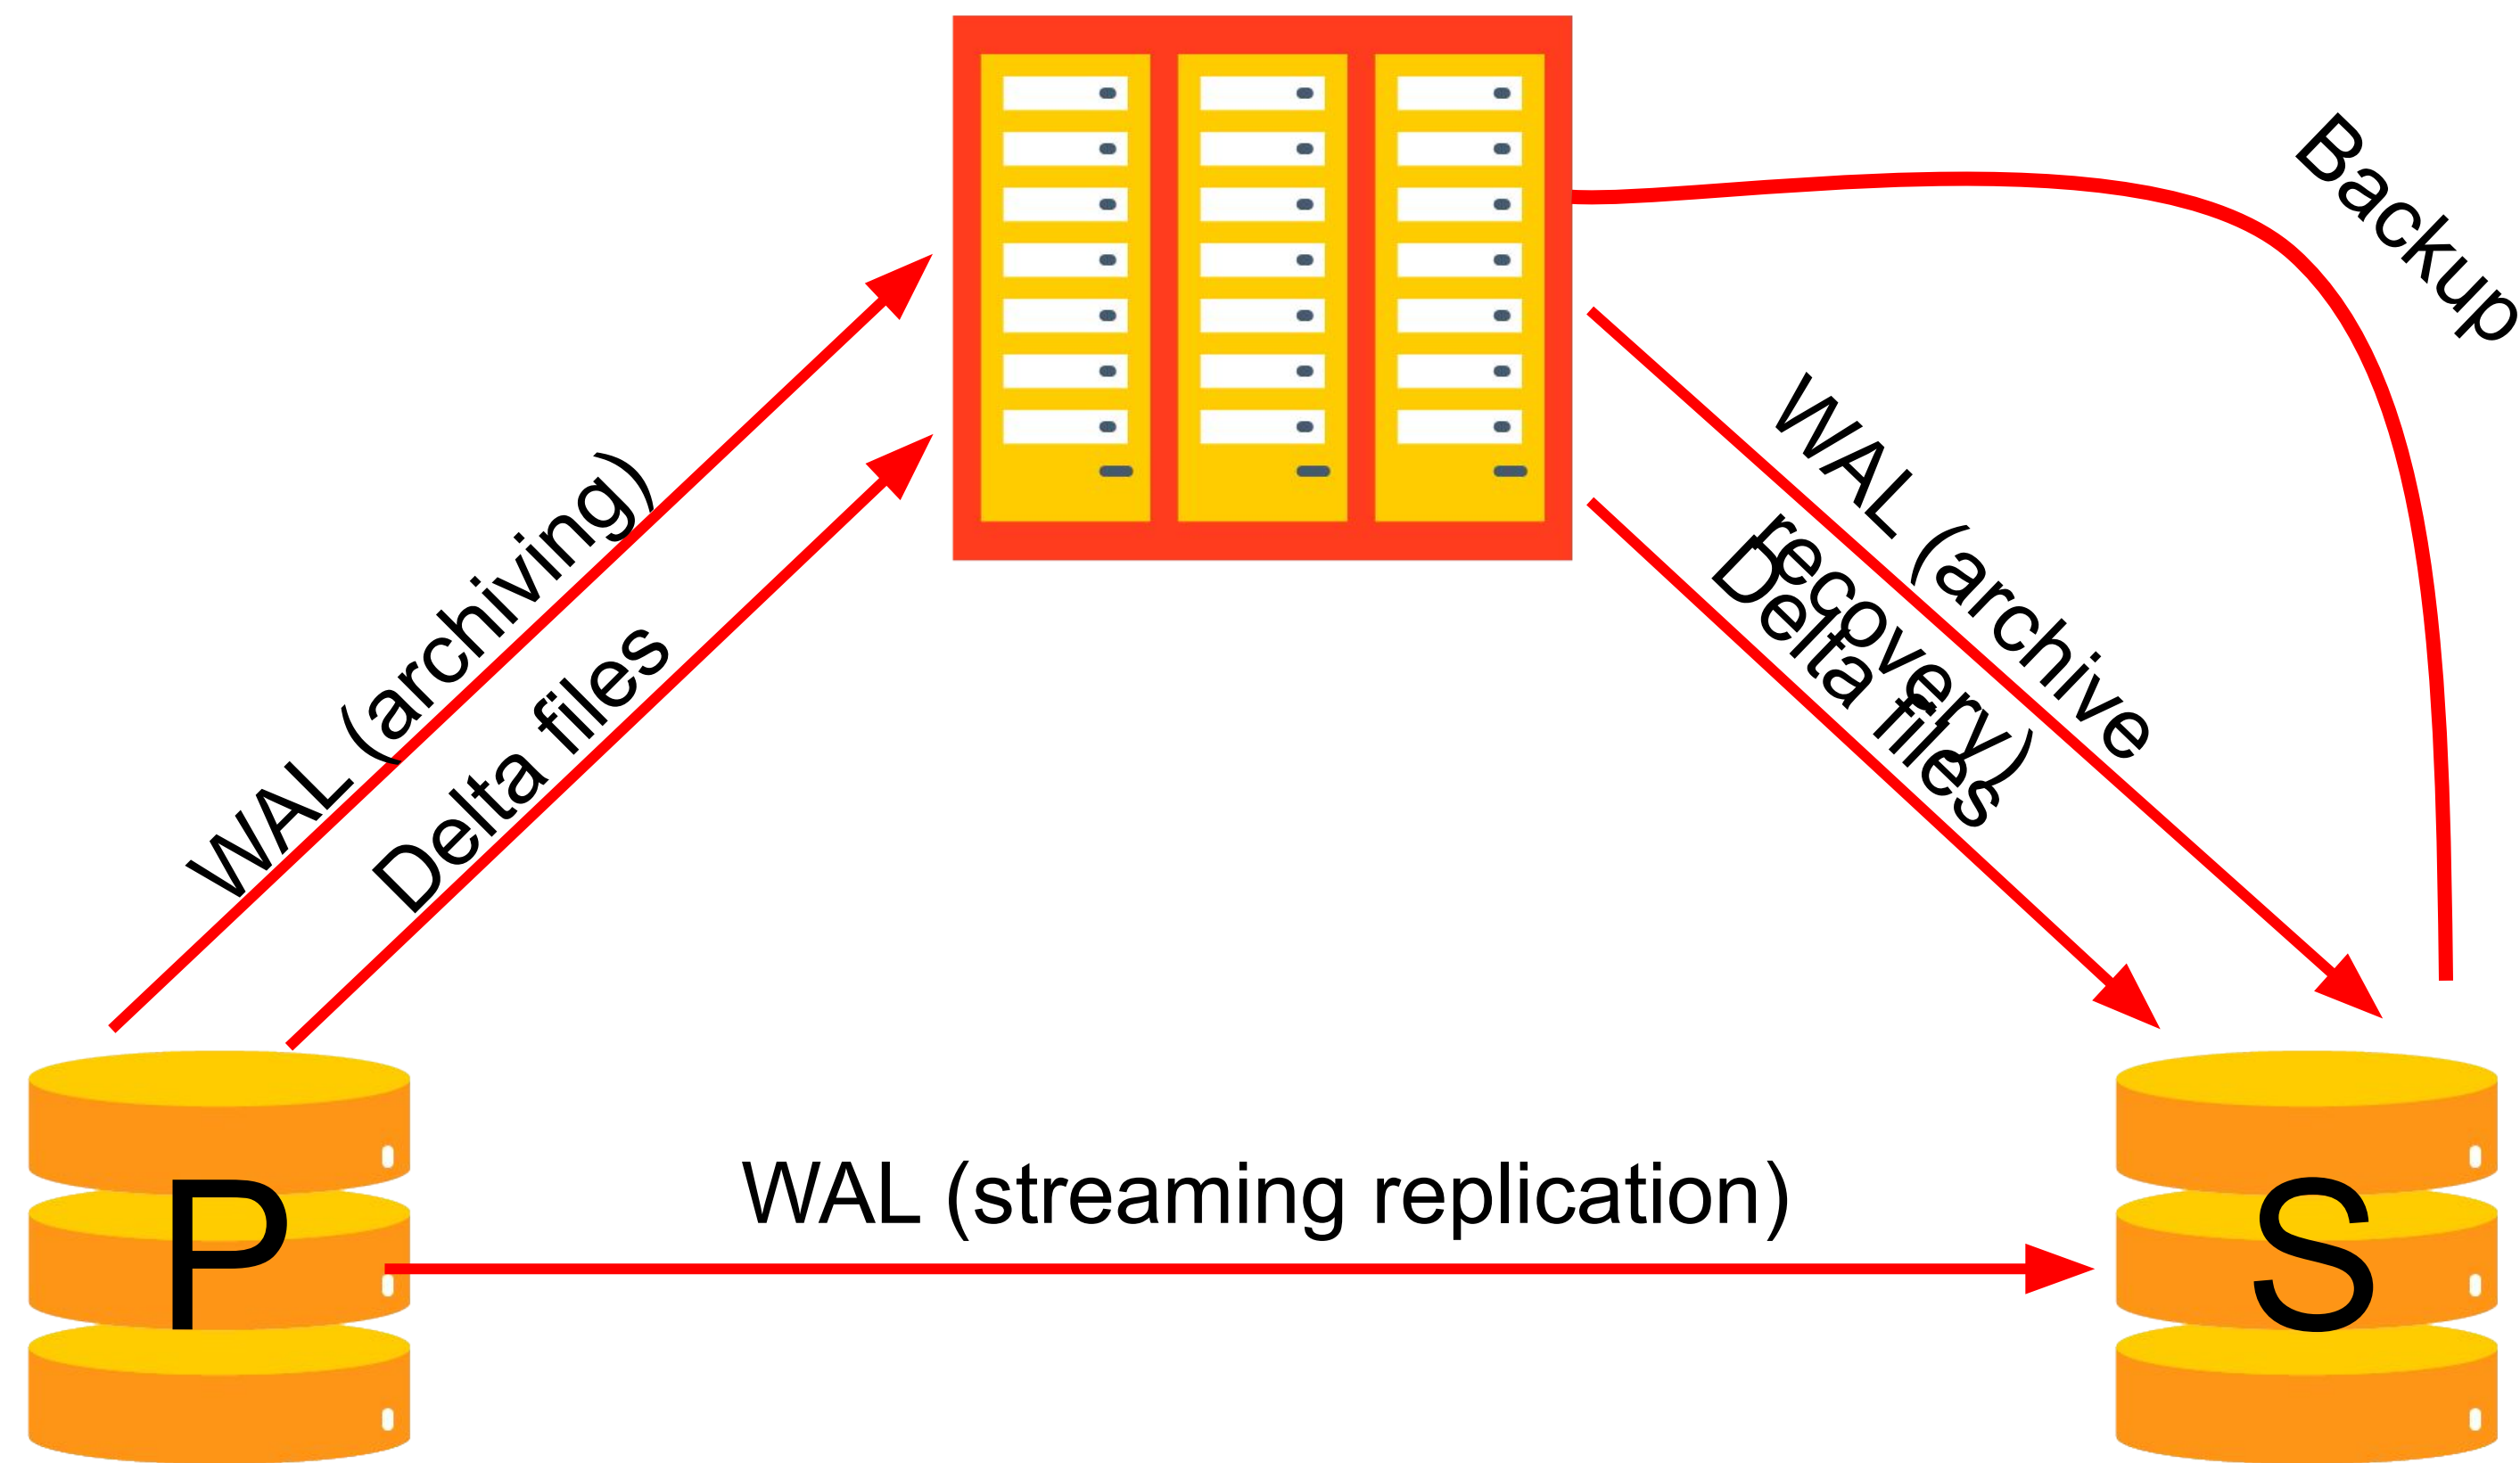 Backup
WAL (archive
recovery)
Delta files
WAL (archiving)
Delta files
WAL (streaming replication)
P
S